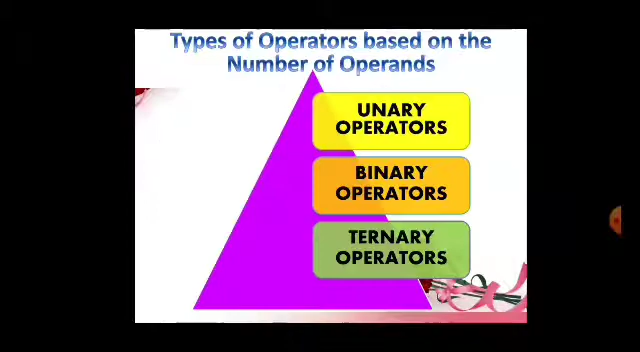 Types of Operators based on the
Number of Operands
UNARY
OPERATORS
BINARY
OPERATORS
TERNARY
OPERATORS